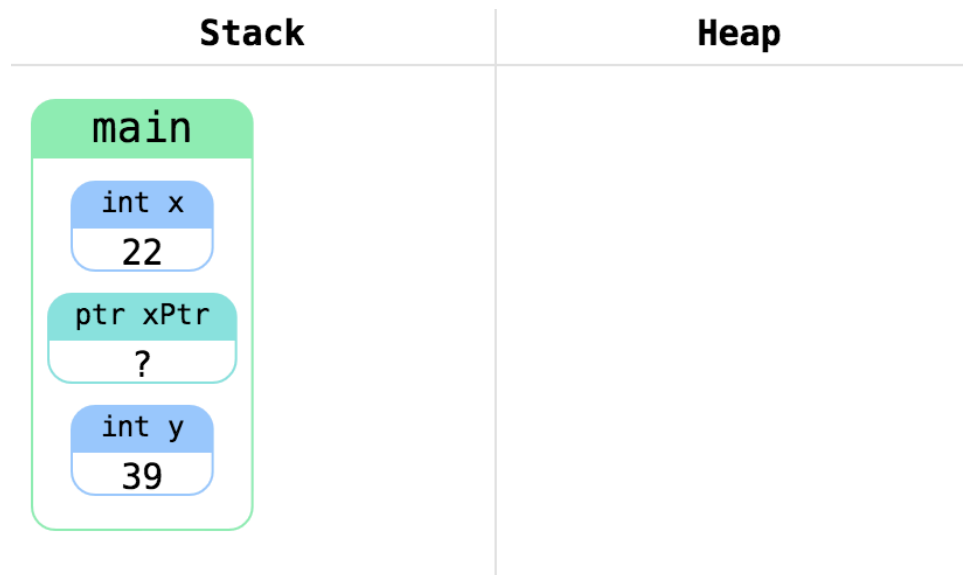 Stack
Heap
main
int x
22
ptr xPtr
?
int y
39